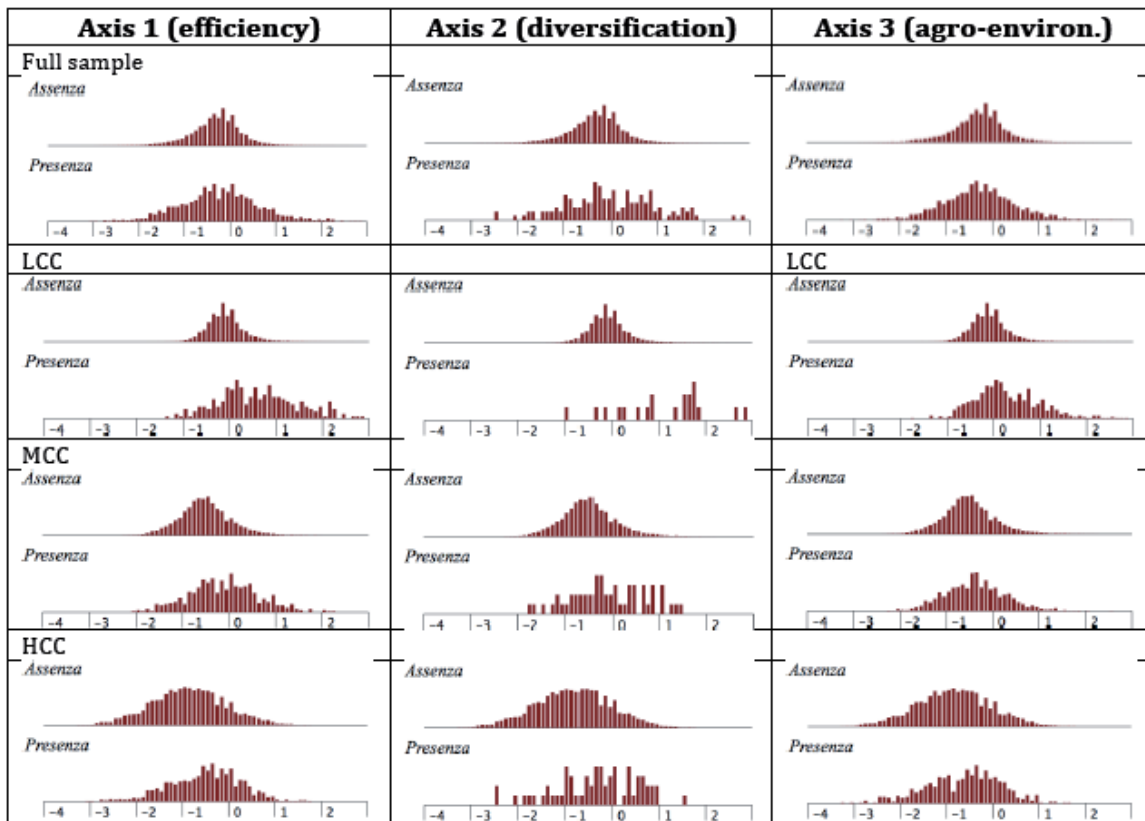 Axis 1 (efficiency) Axis 2 (diversification) Axis 3 (agro-environ.)
Full sample
Assenza Assenza Assenza
Presenza Presenza Presenza
-4 -3 -2 -1 0 1 2 -4 -3 -2 -1 0 1 2 -4 -3 -2 -1 0 1 2
LCC LCC
Assenza Assenza Assenza
Presenza Presenza Presenza
-4 -3 -2 -1 0 1 2 -4 -3 -2 -1 0 1 2 -4 -3 -2 -1 0 1 2
MCC
Assenza Assenza Assenza
Presenza Presenza Presenza
-4 -3 -2 -1 0 1 2 -4 -3 -2 -1 0 1 2 -4 -3 -2 -1 0 1 2
HCC
Assenza Assenza Assenza
Presenza Presenza Presenza
-4 -3 -2 -1 0 1 2 -4 -3 -2 -1 0 1 2 -4 -3 -2 -1 0 1 2